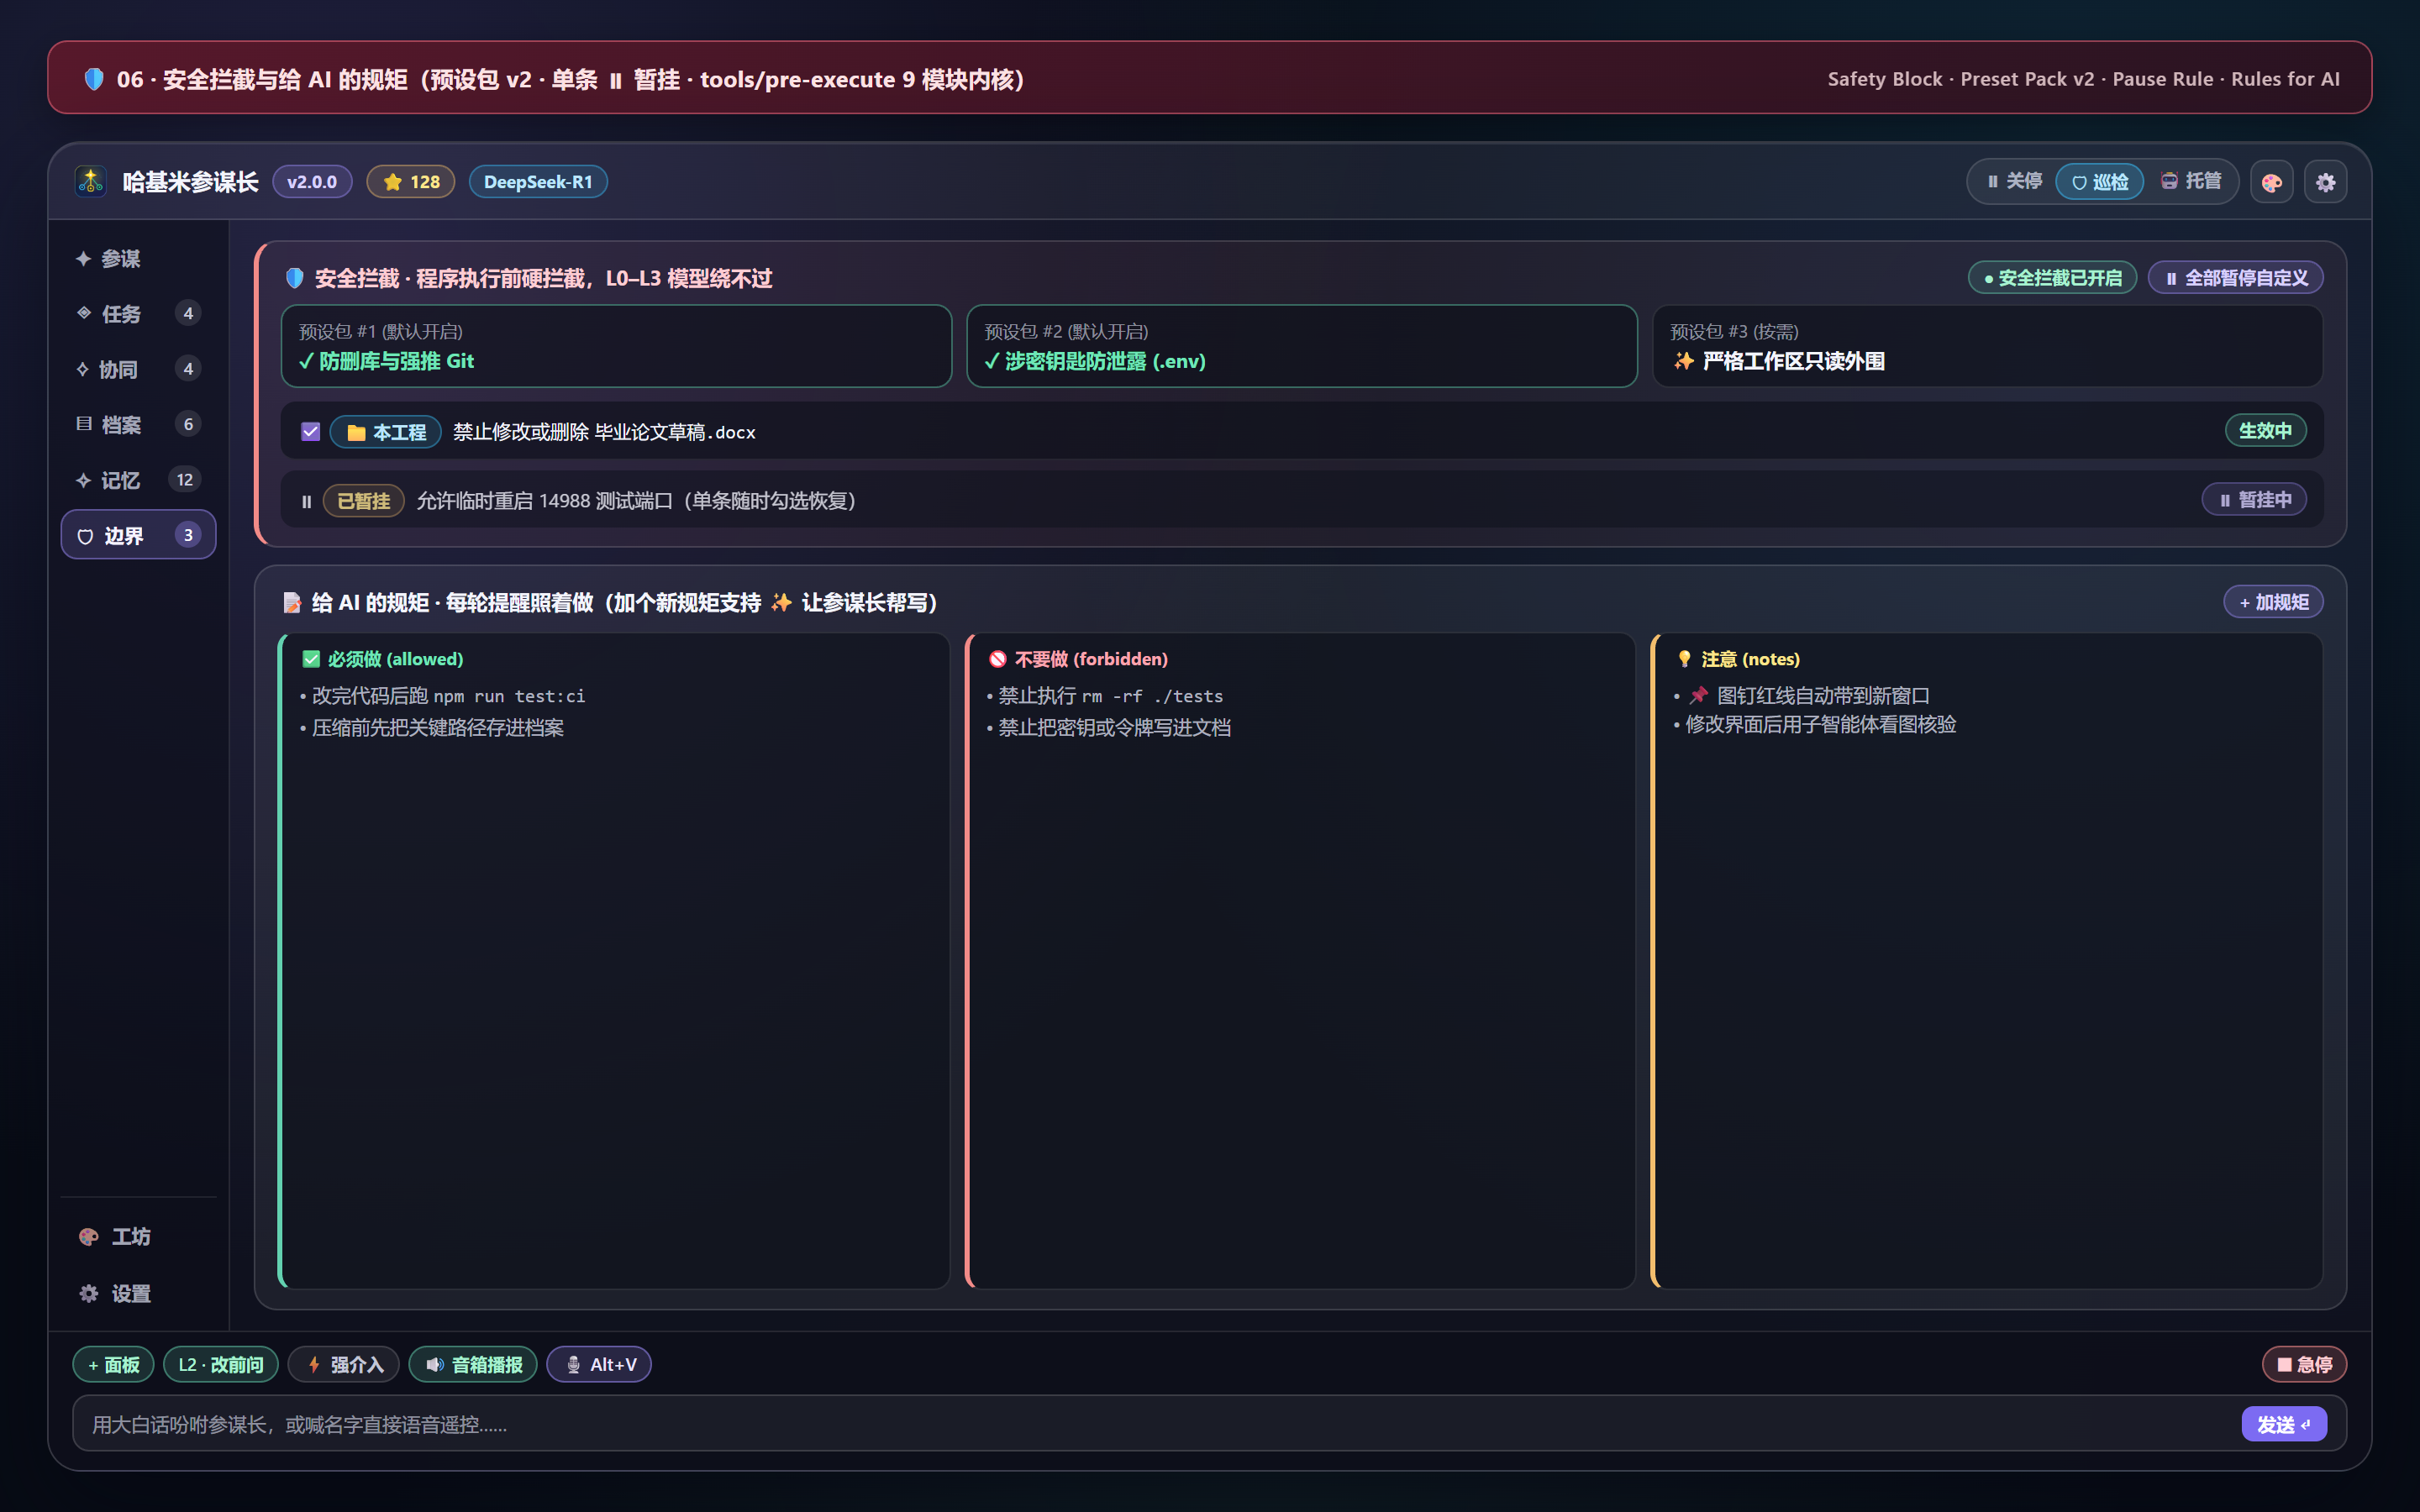 06 · 安全拦截与给 AI 的规矩（预设包 v2 · 单条 ⏸ 暂挂 · tools/pre-execute 9 模块内核）
Safety Block · Preset Pack v2 · Pause Rule · Rules for AI
哈基米参谋长 v2.0.0 ⭐ 128 DeepSeek-R1
⏸ 关停 巡检 托管
参谋
任务 4
协同 4
档案 6
记忆 12
边界 3
工坊
设置
安全拦截 · 程序执行前硬拦截，L0–L3 模型绕不过
● 安全拦截已开启 ⏸ 全部暂停自定义
预设包 #1 (默认开启)
✓ 防删库与强推 Git
预设包 #2 (默认开启)
✓ 涉密钥匙防泄露 (.env)
预设包 #3 (按需)
✨ 严格工作区只读外围
本工程 禁止修改或删除 毕业论文草稿.docx 生效中
⏸ 已暂挂 允许临时重启 14988 测试端口（单条随时勾选恢复） ⏸ 暂挂中
给 AI 的规矩 · 每轮提醒照着做（加个新规矩支持 ✨ 让参谋长帮写）
+ 加规矩
✅ 必须做 (allowed)
• 改完代码后跑 npm run test:ci
• 压缩前先把关键路径存进档案
🚫 不要做 (forbidden)
• 禁止执行 rm -rf ./tests
• 禁止把密钥或令牌写进文档
💡 注意 (notes)
• 📌 图钉红线自动带到新窗口
• 修改界面后用子智能体看图核验
+ 面板 L2 · 改前问 ⚡ 强介入 音箱播报 Alt+V
■ 急停
用大白话吩咐参谋长，或喊名字直接语音遥控……
发送 ↵